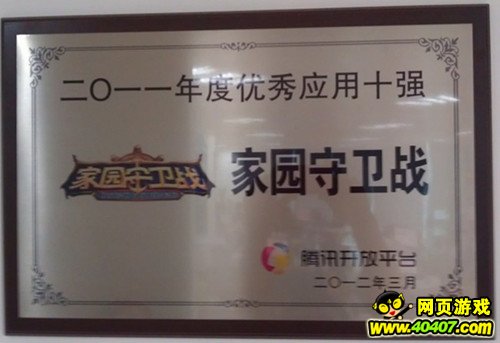 二〇一一年度优秀应用十强
家园守卫战
家园守卫战
腾讯开放平台
二〇一二年三月
网页游戏
www.40407.com